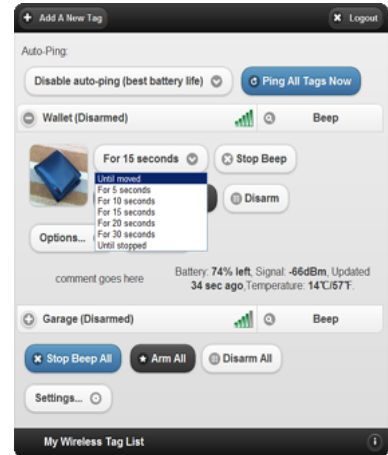 Add A New Tag
Logout
Auto-Ping:
Disable auto-ping (best battery life)
Ping All Tags Now
Wallet (Disarmed)
Beep
For 15 seconds
Stop Beep
Until moved
For 5 seconds
For 10 seconds
For 15 seconds
For 20 seconds
For 30 seconds
Until stopped
Disarm
Options...
comment goes here
Battery: 74% left, Signal: -66dBm, Updated
34 sec ago,Temperature: 14°C/57°F.
Garage (Disarmed)
Beep
Stop Beep All
Arm All
Disarm All
Settings...
My Wireless Tag List